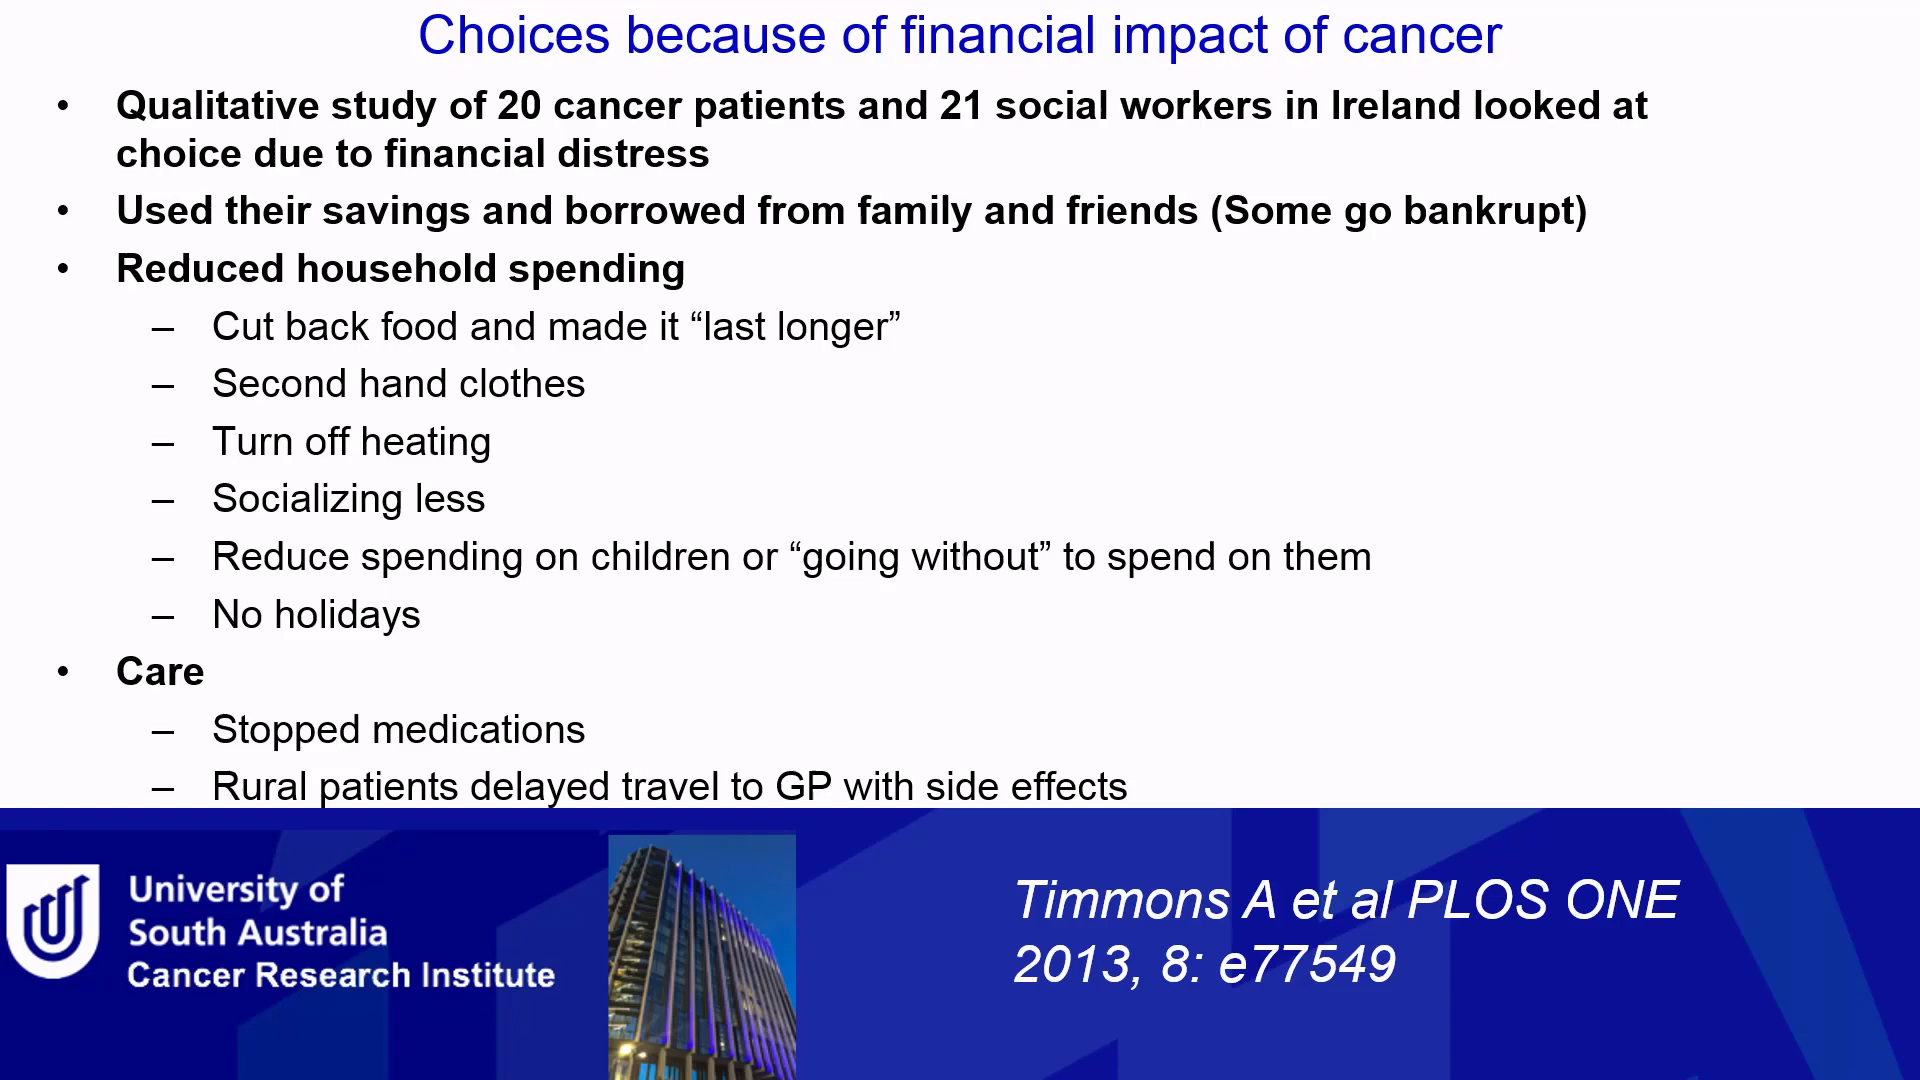 Choices because of financial impact of cancer
• Qualitative study of 20 cancer patients and 21 social workers in Ireland looked at
choice due to financial distress
• Used their savings and borrowed from family and friends (Some go bankrupt)
• Reduced household spending
– Cut back food and made it “last longer”
– Second hand clothes
– Turn off heating
– Socializing less
– Reduce spending on children or “going without” to spend on them
– No holidays
• Care
– Stopped medications
– Rural patients delayed travel to GP with side effects
University of
South Australia
Cancer Research Institute
Timmons A et al PLOS ONE
2013, 8: e77549